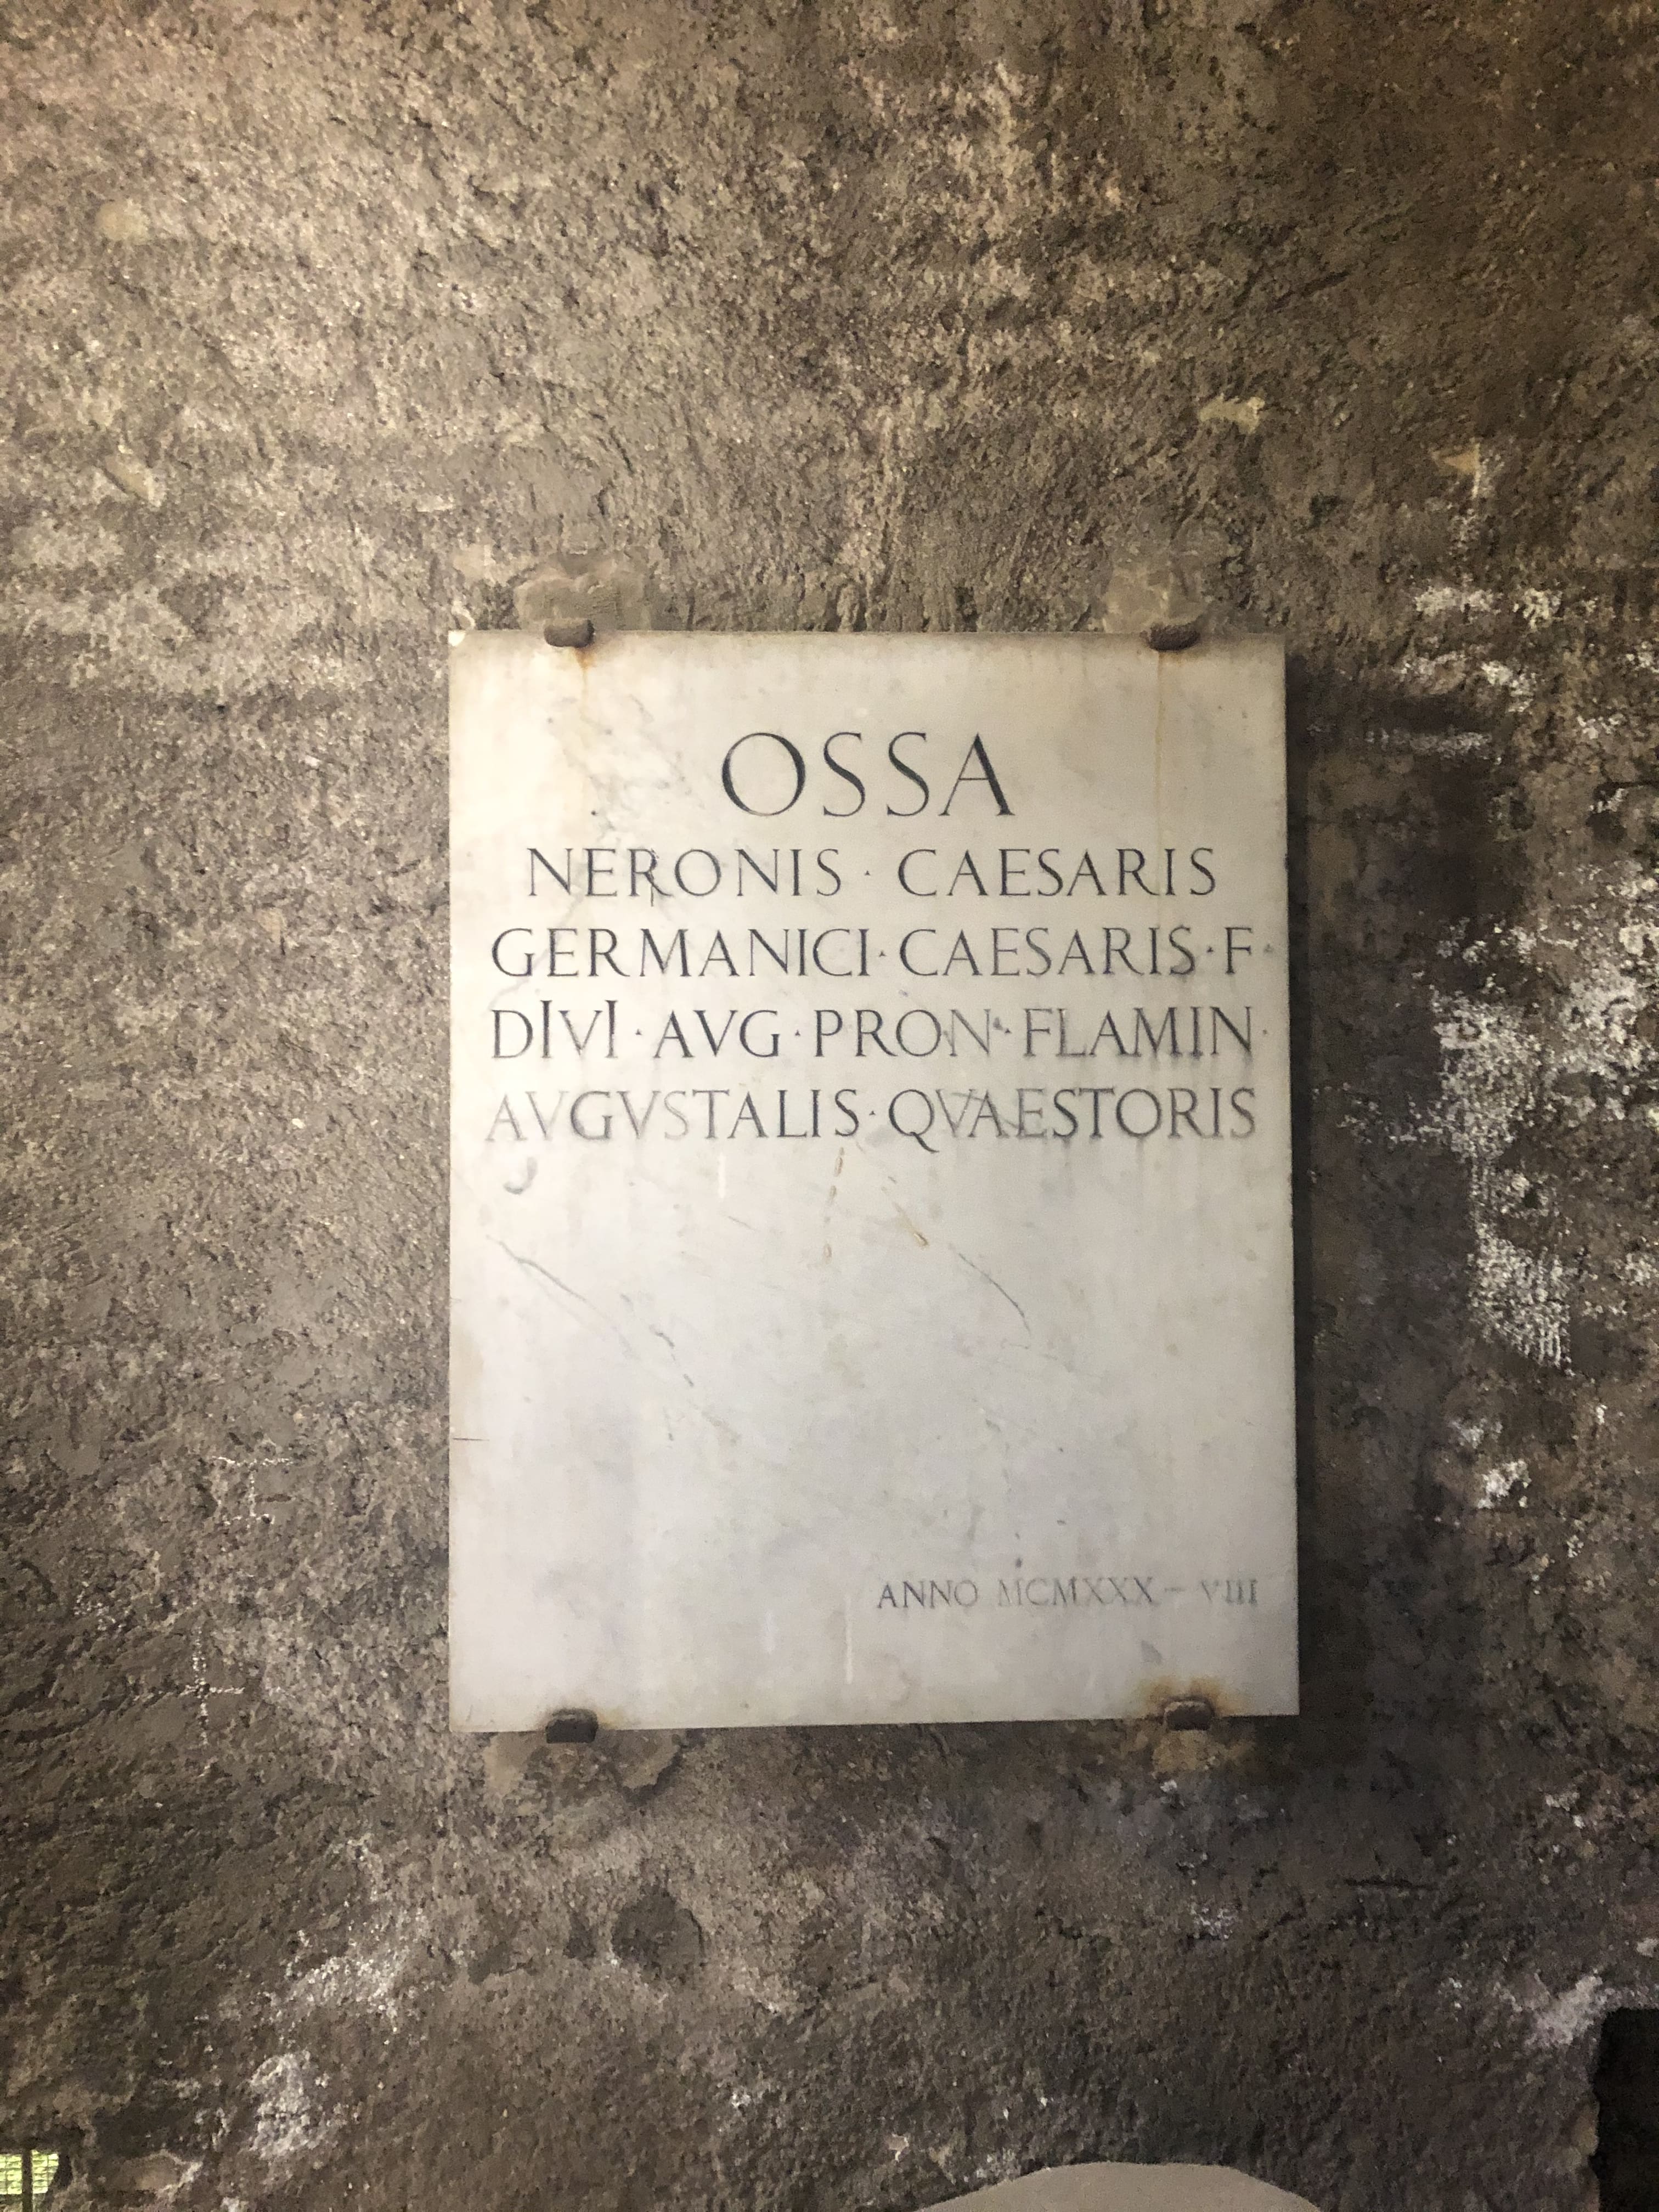 OSSA
NERONIS · CAESARIS
GERMANICI · CAESARIS · F ·
DIVI · AVG · PRON · FLAMIN ·
AVGVSTALIS · QVAESTORIS
ANNO MCMXXX – VIII